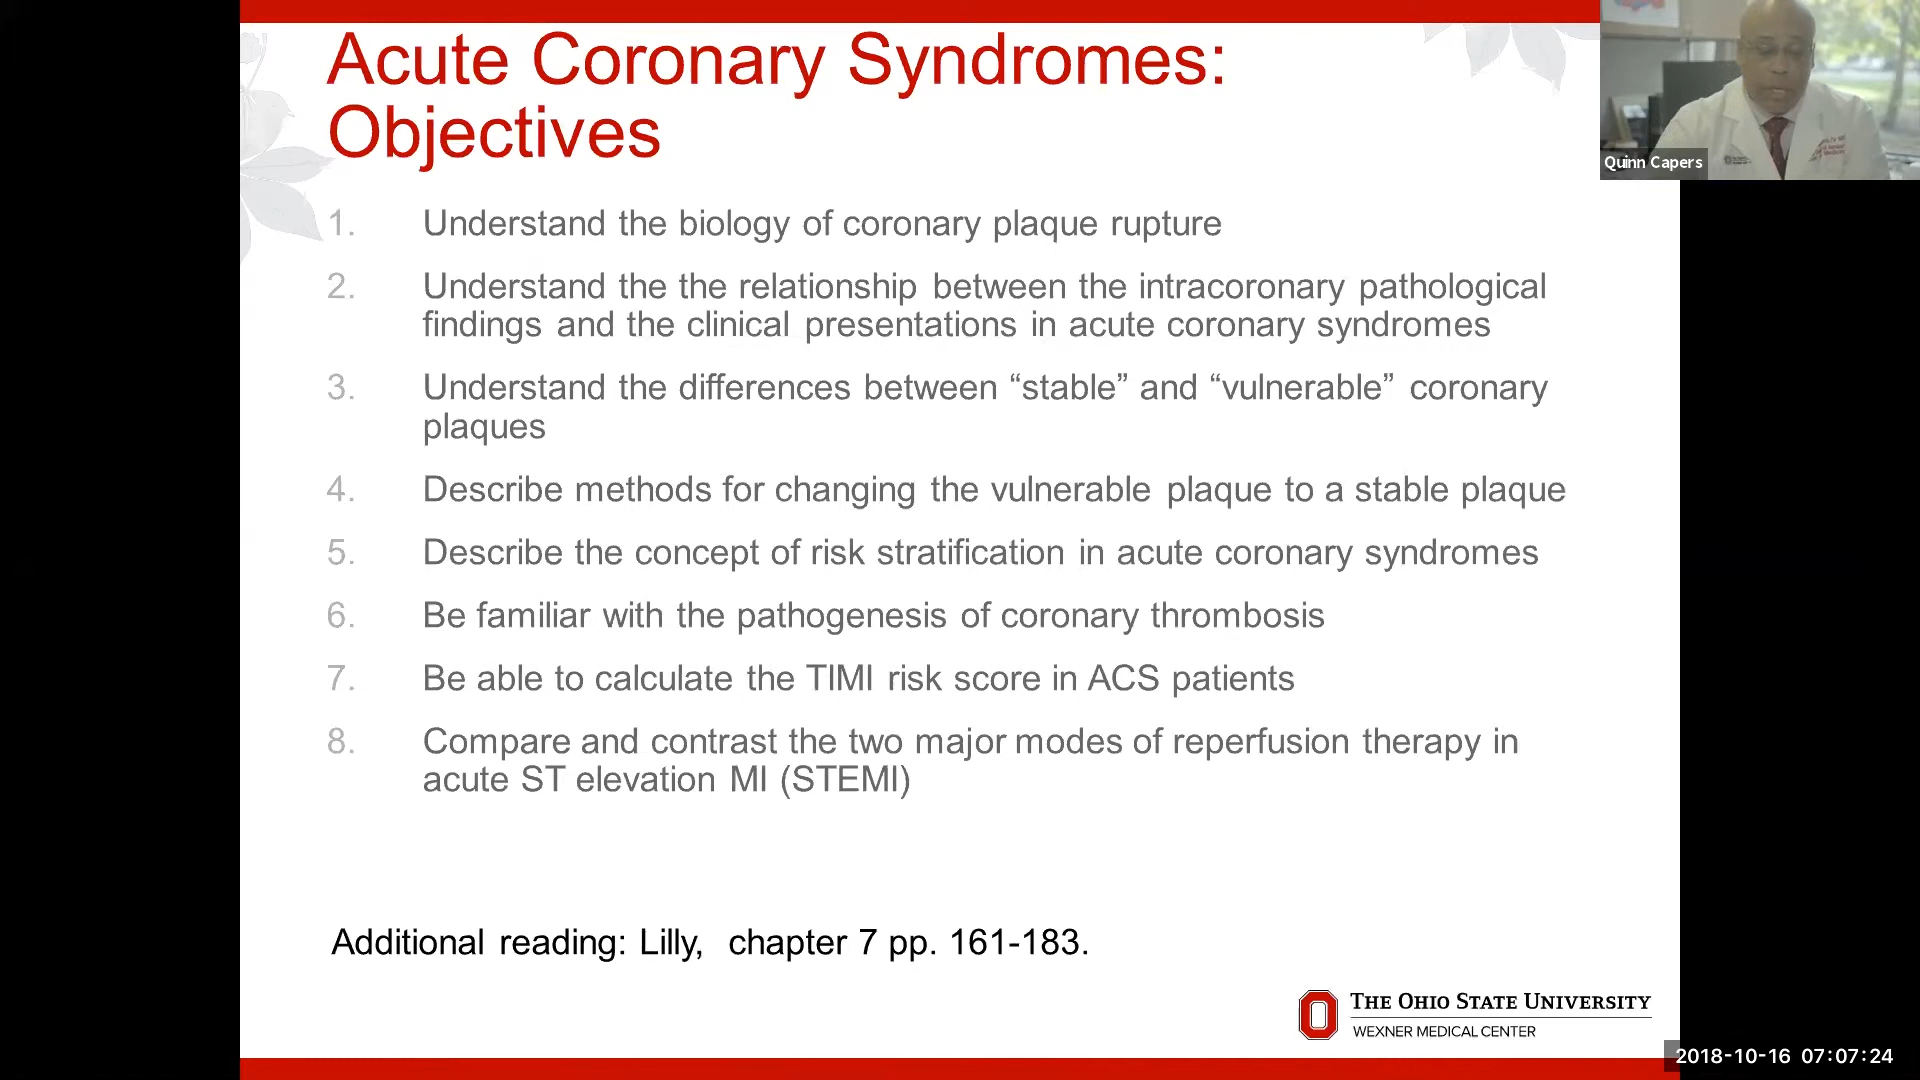 Acute Coronary Syndromes:
Objectives
1. Understand the biology of coronary plaque rupture
2. Understand the the relationship between the intracoronary pathological
findings and the clinical presentations in acute coronary syndromes
3. Understand the differences between “stable” and “vulnerable” coronary
plaques
4. Describe methods for changing the vulnerable plaque to a stable plaque
5. Describe the concept of risk stratification in acute coronary syndromes
6. Be familiar with the pathogenesis of coronary thrombosis
7. Be able to calculate the TIMI risk score in ACS patients
8. Compare and contrast the two major modes of reperfusion therapy in
acute ST elevation MI (STEMI)
Additional reading: Lilly, chapter 7 pp. 161-183.
THE OHIO STATE UNIVERSITY
WEXNER MEDICAL CENTER
Quinn Capers
2018-10-16 07:07:24